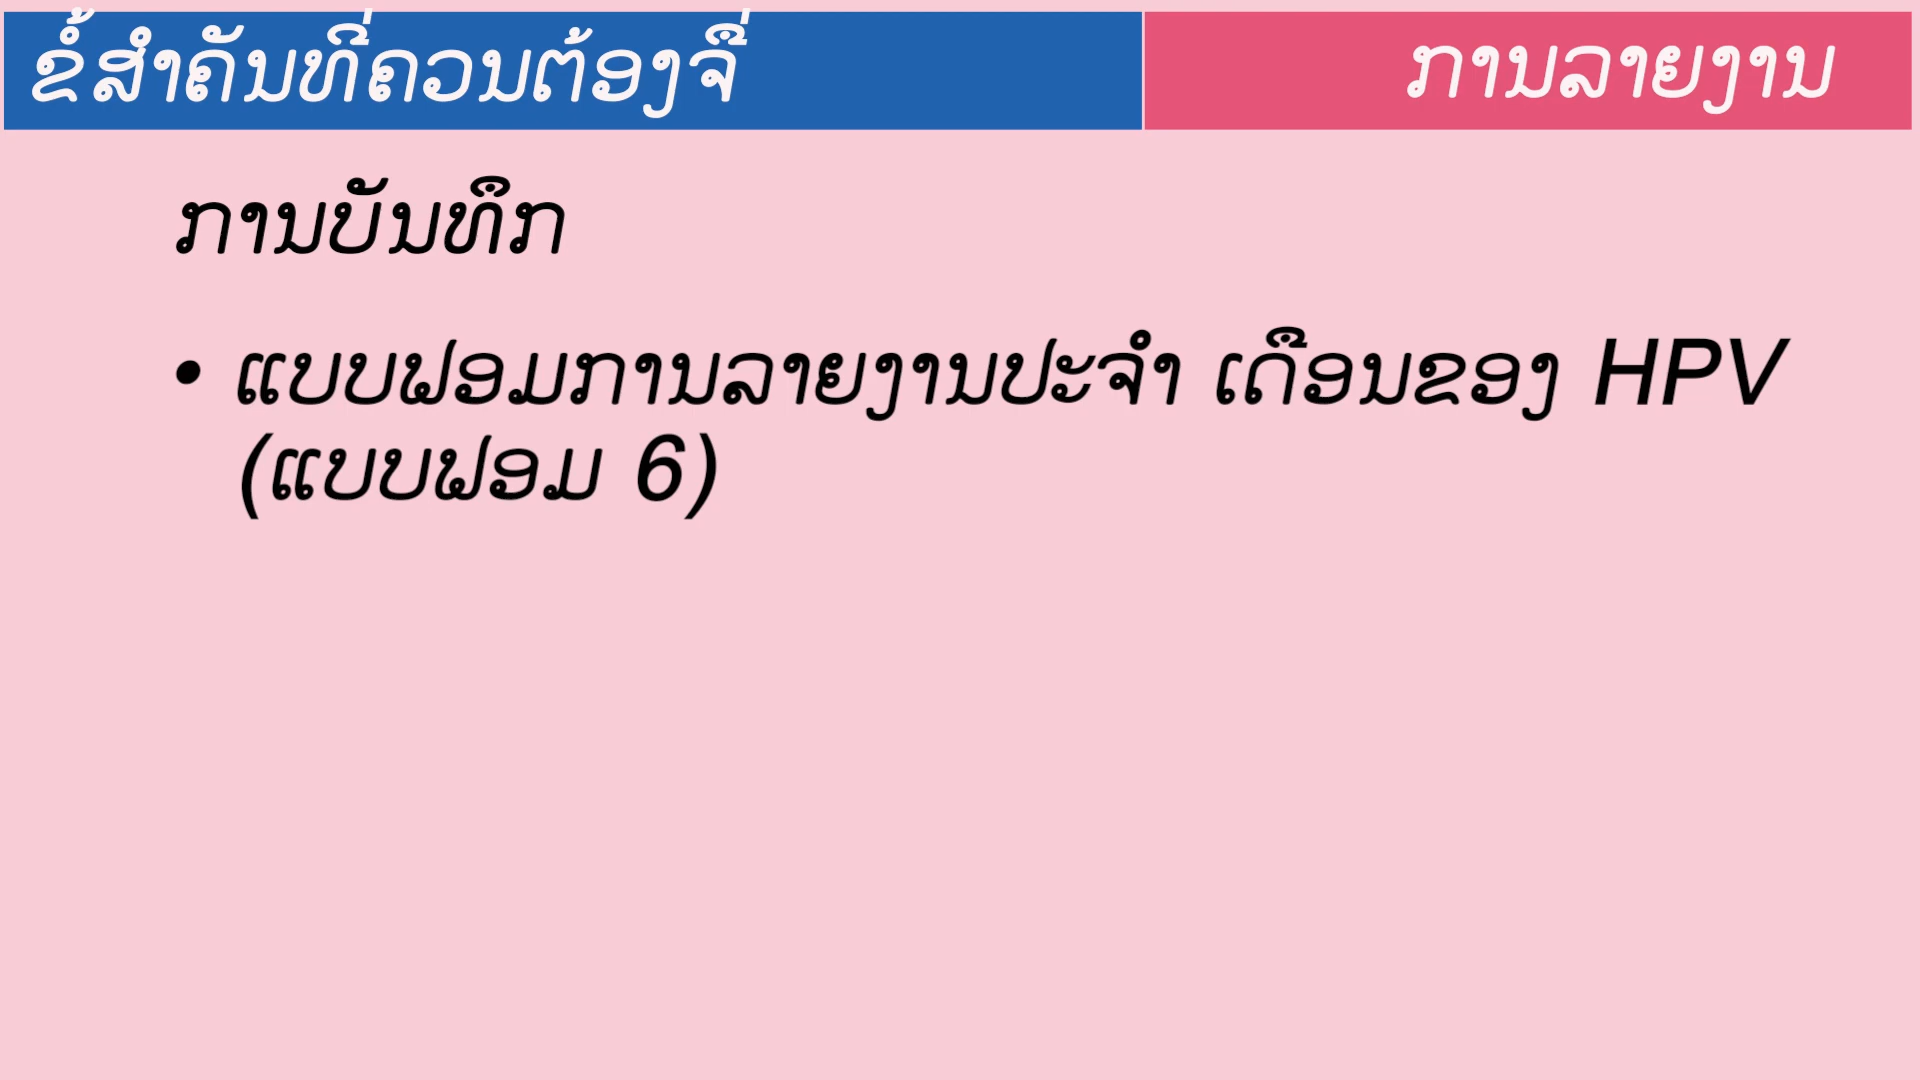 ຂໍ້ສຳຄັນທີ່ຄວນຕ້ອງຈື່
ການລາຍງານ
ການບັນທຶກ
• ແບບຟອມການລາຍງານປະຈຳ ເດືອນຂອງ HPV
(ແບບຟອມ 6)